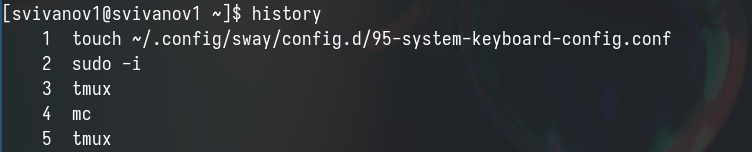 [svivanov1@svivanov1 ~]$ history
    1  touch ~/.config/sway/config.d/95-system-keyboard-config.conf
    2  sudo -i
    3  tmux
    4  mc
    5  tmux